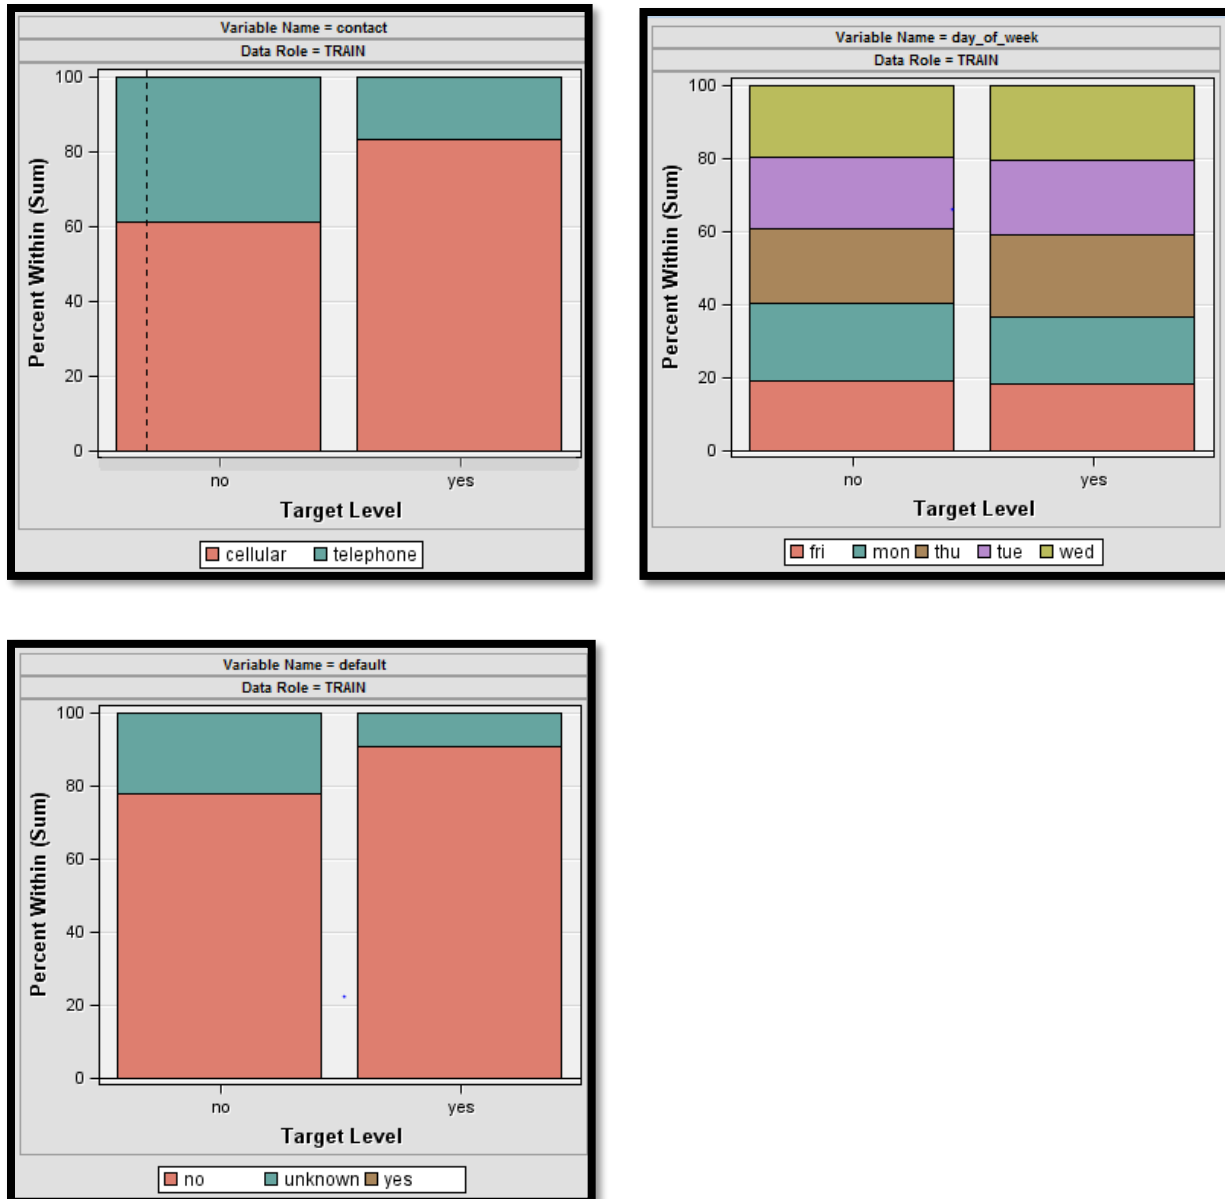 Variable Name = contact
Data Role = TRAIN
100
80
60
40
20
0
Percent Within (Sum)
no yes
Target Level
cellular telephone
Variable Name = day_of_week
Data Role = TRAIN
100
80
60
40
20
0
Percent Within (Sum)
no yes
Target Level
fri mon thu tue wed
Variable Name = default
Data Role = TRAIN
100
80
60
40
20
0
Percent Within (Sum)
no yes
Target Level
no unknown yes